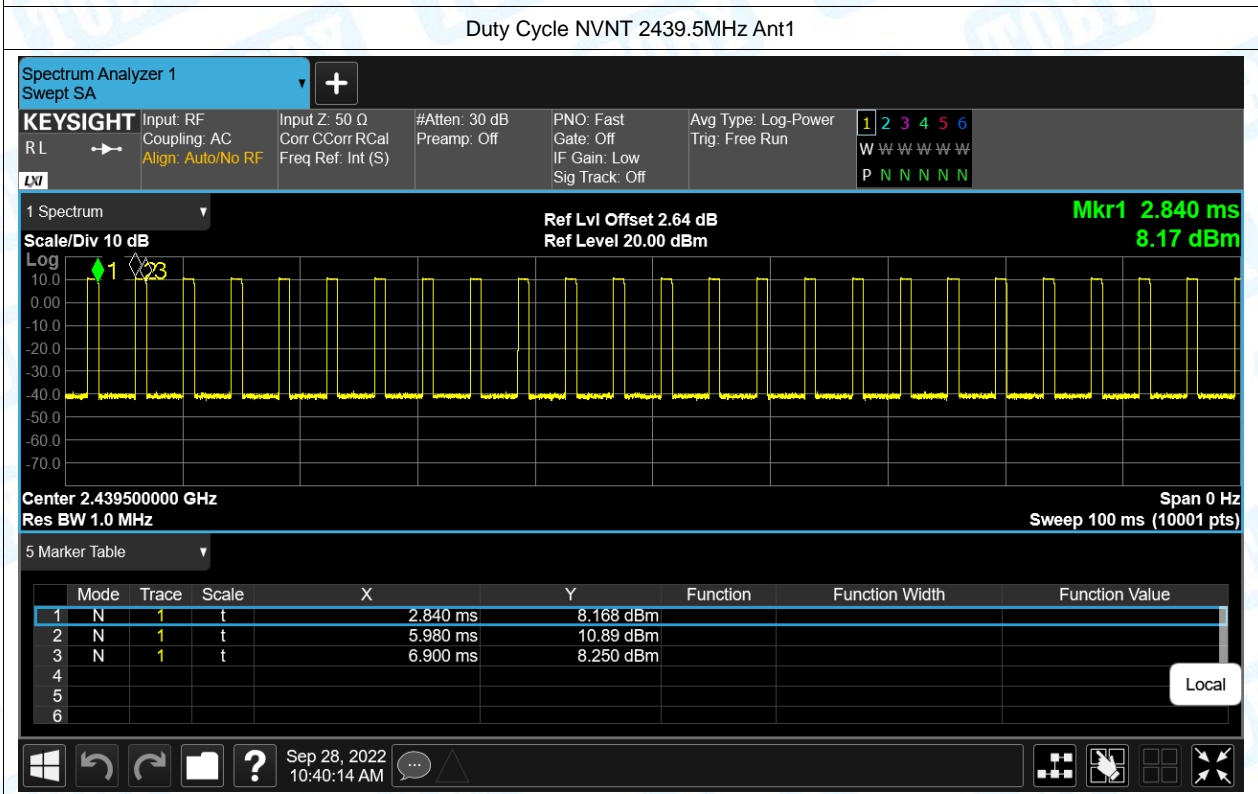 Duty Cycle NVNT 2439.5MHz Ant1
Spectrum Analyzer 1
Swept SA
KEYSIGHT Input: RF Input Z: 50 Ω #Atten: 30 dB PNO: Fast Avg Type: Log-Power 1 2 3 4 5 6
RL Coupling: AC Corr CCorr RCal Preamp: Off Gate: Off Trig: Free Run W W W W W W
Align: Auto/No RF Freq Ref: Int (S) IF Gain: Low
LXI Sig Track: Off P N N N N N
1 Spectrum Ref Lvl Offset 2.64 dB Mkr1 2.840 ms
Scale/Div 10 dB Ref Level 20.00 dBm 8.17 dBm
Log
1 2 3
10.0
0.00
-10.0
-20.0
-30.0
-40.0
-50.0
-60.0
-70.0
Center 2.439500000 GHz Span 0 Hz
Res BW 1.0 MHz Sweep 100 ms (10001 pts)
5 Marker Table
Mode Trace Scale X Y Function Function Width Function Value
1 N 1 t 2.840 ms 8.168 dBm
2 N 1 t 5.980 ms 10.89 dBm
3 N 1 t 6.900 ms 8.250 dBm
4
5
6
Local
? Sep 28, 2022
10:40:14 AM